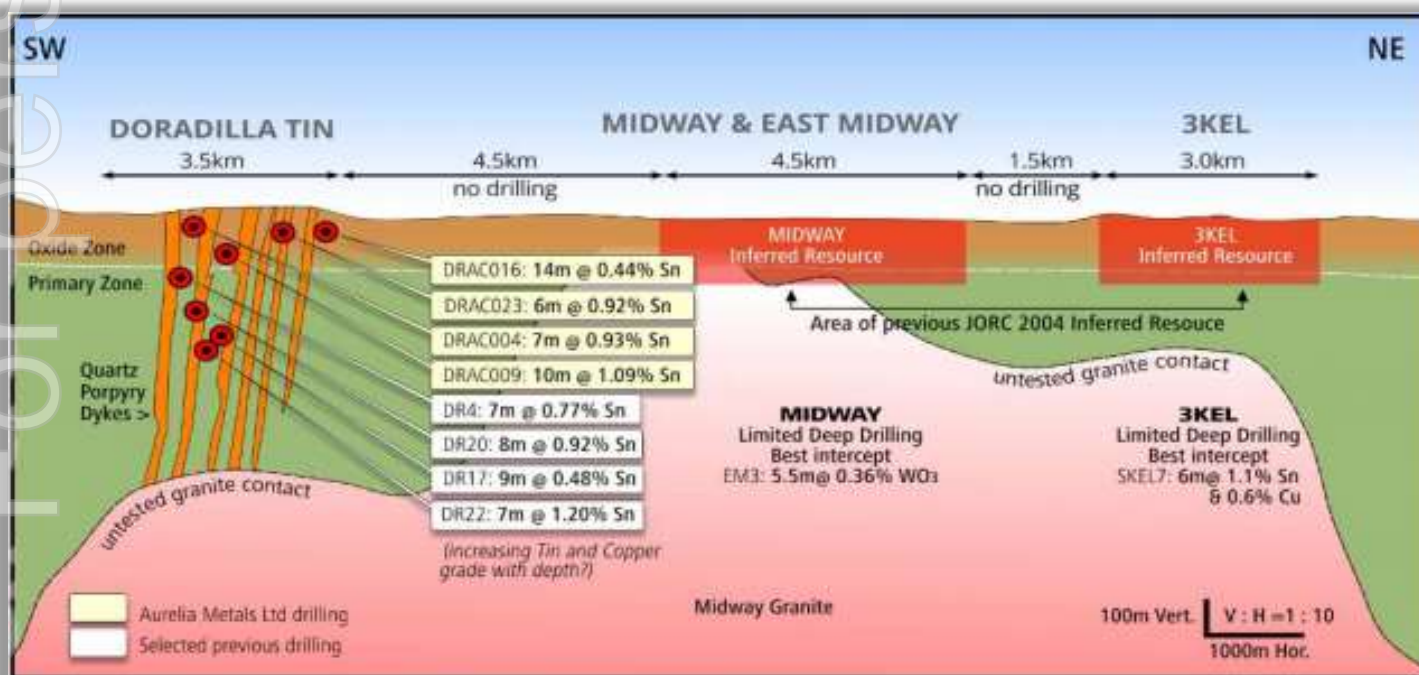 SW
NE
DORADILLA TIN
MIDWAY & EAST MIDWAY
3KEL
3.5km
4.5km
4.5km
1.5km
3.0km
no drilling
no drilling
Oxide Zone
Primary Zone
MIDWAY
Inferred Resource
3KEL
Inferred Resource
DRAC016: 14m @ 0.44% Sn
DRAC023: 6m @ 0.92% Sn
DRAC004: 7m @ 0.93% Sn
DRAC009: 10m @ 1.09% Sn
DR4: 7m @ 0.77% Sn
DR20: 8m @ 0.92% Sn
DR17: 9m @ 0.48% Sn
DR22: 7m @ 1.20% Sn
(increasing Tin and Copper
grade with depth?)
Area of previous JORC 2004 Inferred Resouce
Quartz
Porpyry
Dykes >
untested granite contact
untested granite contact
MIDWAY
Limited Deep Drilling
Best intercept
EM3: 5.5m@ 0.36% WO3
3KEL
Limited Deep Drilling
Best intercept
SKEL7: 6m@ 1.1% Sn
& 0.6% Cu
Midway Granite
Aurelia Metals Ltd drilling
Selected previous drilling
100m Vert.
V : H =1 : 10
1000m Hor.